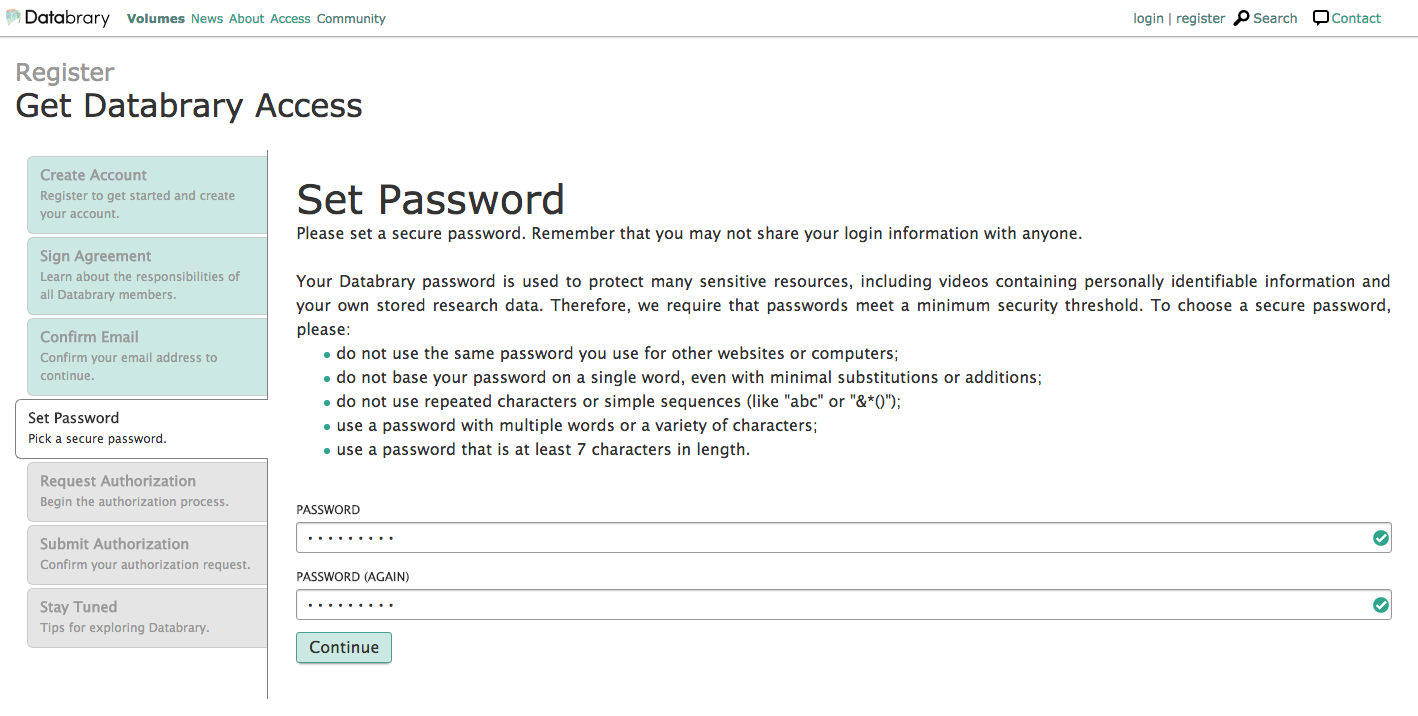 Databrary Volumes News About Access Community login | register Search Contact
Register
Get Databrary Access
Create Account
Register to get started and create
your account.
Sign Agreement
Learn about the responsibilities of
all Databrary members.
Confirm Email
Confirm your email address to
continue.
Set Password
Pick a secure password.
Request Authorization
Begin the authorization process.
Submit Authorization
Confirm your authorization request.
Stay Tuned
Tips for exploring Databrary.
Set Password
Please set a secure password. Remember that you may not share your login information with anyone.
Your Databrary password is used to protect many sensitive resources, including videos containing personally identifiable information and
your own stored research data. Therefore, we require that passwords meet a minimum security threshold. To choose a secure password,
please:
• do not use the same password you use for other websites or computers;
• do not base your password on a single word, even with minimal substitutions or additions;
• do not use repeated characters or simple sequences (like "abc" or "&*()");
• use a password with multiple words or a variety of characters;
• use a password that is at least 7 characters in length.
PASSWORD
•••••••••
PASSWORD (AGAIN)
•••••••••
Continue